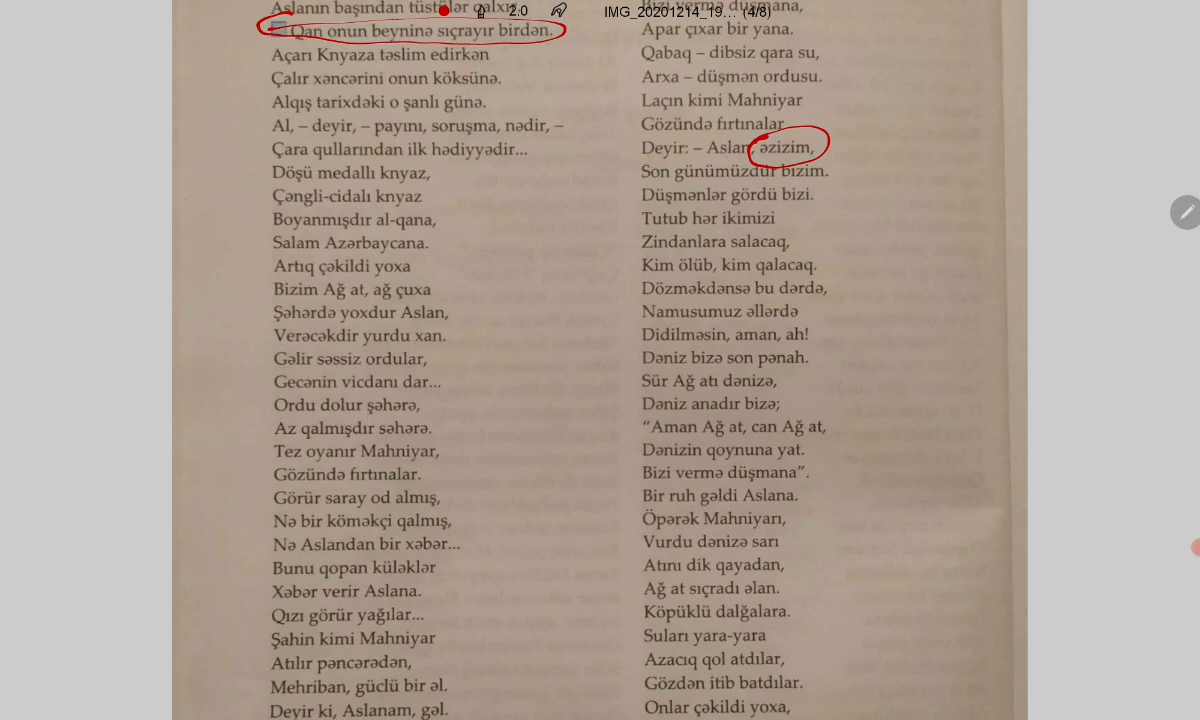 2.0
IMG_20201214_19... (4/8)
Aslanın başından tüstülər qalxır.
Qan onun beyninə sıçrayır birdən.
Açarı Knyaza təslim edirkən
Çalır xəncərini onun köksünə.
Alqış tarixdəki o şanlı günə.
Al, – deyir, – payını, soruşma, nədir, –
Çara qullarından ilk hədiyyədir...
Döşü medallı knyaz,
Çəngli-cidalı knyaz
Boyanmışdır al-qana,
Salam Azərbaycana.
Artıq çəkildi yoxa
Bizim Ağ at, ağ çuxa
Şəhərdə yoxdur Aslan,
Verəcəkdir yurdu xan.
Gəlir səssiz ordular,
Gecənin vicdanı dar...
Ordu dolur şəhərə,
Az qalmışdır səhərə.
Tez oyanır Mahniyar,
Gözündə fırtınalar.
Görür saray od almış,
Nə bir köməkçi qalmış,
Nə Aslandan bir xəbər...
Bunu qopan küləklər
Xəbər verir Aslana.
Qızı görür yağılar...
Şahin kimi Mahniyar
Atılır pəncərədən,
Mehriban, güclü bir əl.
Deyir ki, Aslanam, gəl.
Bizi vermə düşmana,
Apar çıxar bir yana.
Qabaq – dibsiz qara su,
Arxa – düşmən ordusu.
Laçın kimi Mahniyar
Gözündə fırtınalar
Deyir: – Aslan, əzizim,
Son günümüzdür bizim.
Düşmənlər gördü bizi.
Tutub hər ikimizi
Zindanlara salacaq,
Kim ölüb, kim qalacaq.
Dözməkdənsə bu dərdə,
Namusumuz əllərdə
Didilməsin, aman, ah!
Dəniz bizə son pənah.
Sür Ağ atı dənizə,
Dəniz anadır bizə;
“Aman Ağ at, can Ağ at,
Dənizin qoynuna yat.
Bizi vermə düşmana”.
Bir ruh gəldi Aslana.
Öpərək Mahniyarı,
Vurdu dənizə sarı
Atını dik qayadan,
Ağ at sıçradı əlan.
Köpüklü dalğalara.
Suları yara-yara
Azacıq qol atdılar,
Gözdən itib batdılar.
Onlar çəkildi yoxa,